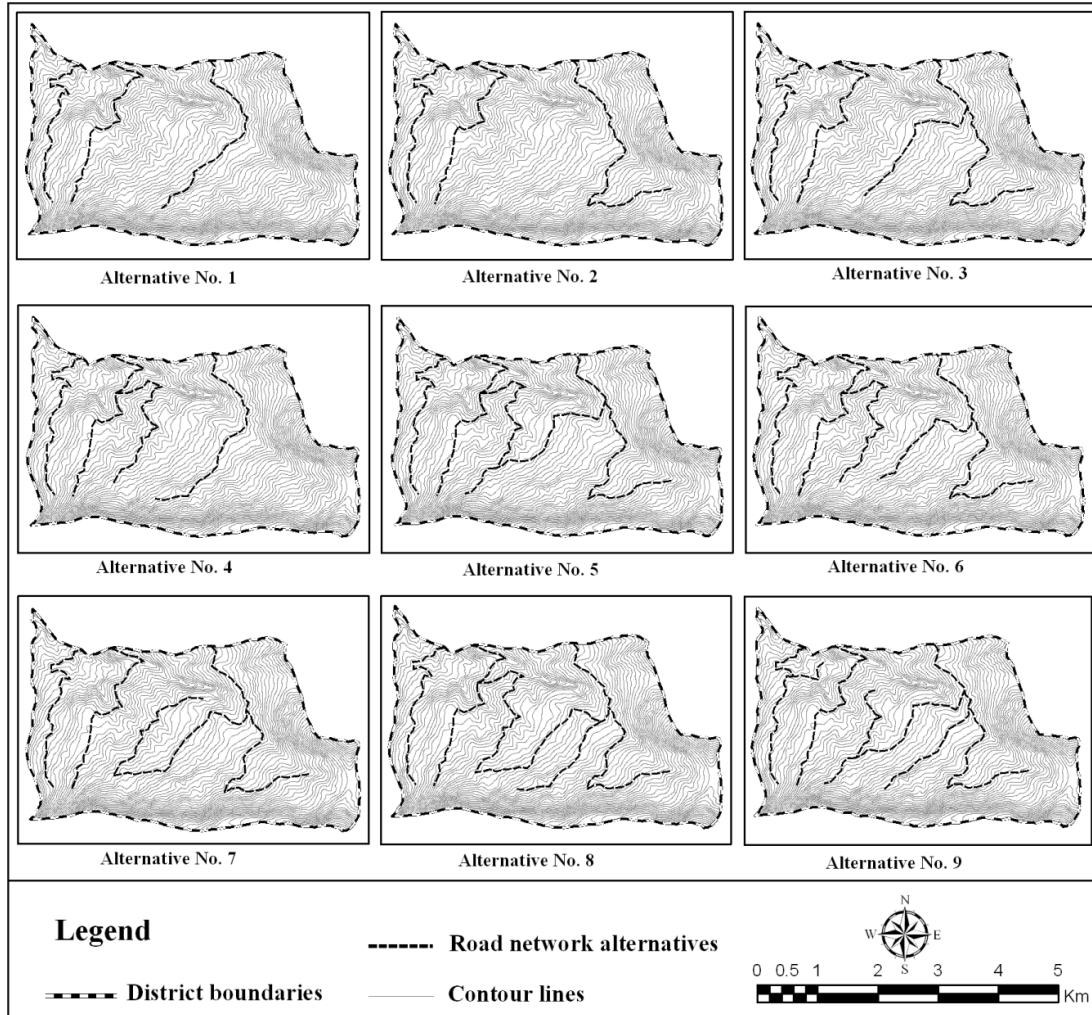 Alternative No. 1
Alternative No. 2
Alternative No. 3
Alternative No. 4
Alternative No. 5
Alternative No. 6
Alternative No. 7
Alternative No. 8
Alternative No. 9
Legend
Road network alternatives
District boundaries
Contour lines
N
W E
S
0 0.5 1 2 3 4 5
Km